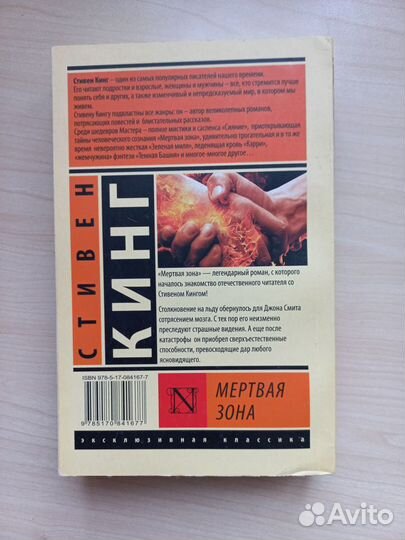 Стивен Кинг – один из самых популярных писателей нашего времени.
Его читают подростки и взрослые, женщины и мужчины – все, кто стремится лучше
понять себя и других, а также изменчивый и непредсказуемый мир, в котором мы
живем.
Стивену Кингу подвластны все жанры: он – автор великолепных романов,
потрясающих повестей и блистательных рассказов.
Среди шедевров Мастера – полное мистики и саспенса «Сияние», приоткрывающая
тайны человеческого сознания «Мертвая зона», удивительно трогательная и в то же
время невероятно жесткая «Зеленая миля», леденящая кровь «Кэрри»,
«жемчужина» фэнтези «Темная Башня» и многое-многое другое…
СТИВЕН
КИНГ
«Мертвая зона» — легендарный роман, с которого
началось знакомство отечественного читателя со
Стивеном Кингом!
Столкновение на льду обернулось для Джона Смита
сотрясением мозга. С тех пор его неизменно
преследуют страшные видения. А еще после
катастрофы он приобрел сверхъестественные
способности, превосходящие дар любого
ясновидящего.
ISBN 978-5-17-084167-7
9 785170 841677
N
МЕРТВАЯ
ЗОНА
эксклюзивная классика
Avito